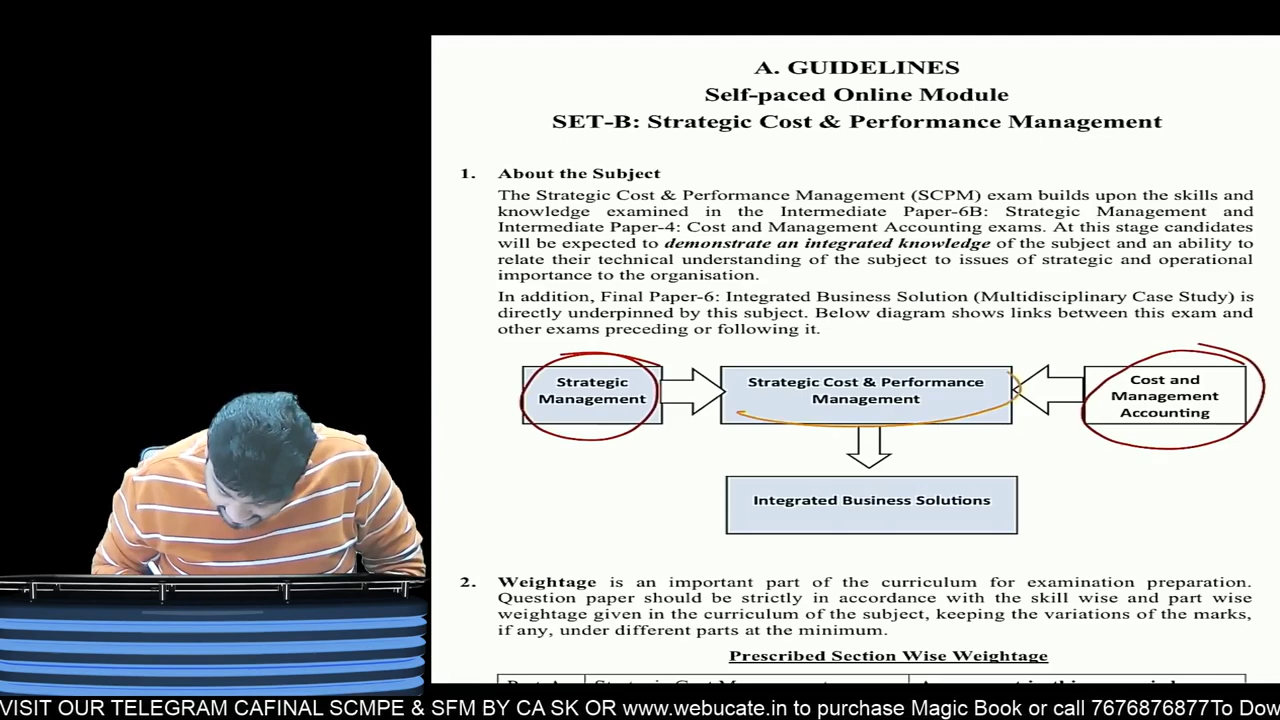 A. GUIDELINES
Self-paced Online Module
SET-B: Strategic Cost & Performance Management
1. About the Subject
The Strategic Cost & Performance Management (SCPM) exam builds upon the skills and
knowledge examined in the Intermediate Paper-6B: Strategic Management and
Intermediate Paper-4: Cost and Management Accounting exams. At this stage candidates
will be expected to demonstrate an integrated knowledge of the subject and an ability to
relate their technical understanding of the subject to issues of strategic and operational
importance to the organisation.
In addition, Final Paper-6: Integrated Business Solution (Multidisciplinary Case Study) is
directly underpinned by this subject. Below diagram shows links between this exam and
other exams preceding or following it.
Strategic
Management
Strategic Cost & Performance
Management
Cost and
Management
Accounting
Integrated Business Solutions
2. Weightage is an important part of the curriculum for examination preparation.
Question paper should be strictly in accordance with the skill wise and part wise
weightage given in the curriculum of the subject, keeping the variations of the marks,
if any, under different parts at the minimum.
Prescribed Section Wise Weightage
VISIT OUR TELEGRAM CAFINAL SCMPE & SFM BY CA SK OR www.webucate.in to purchase Magic Book or call 7676876877To Dow